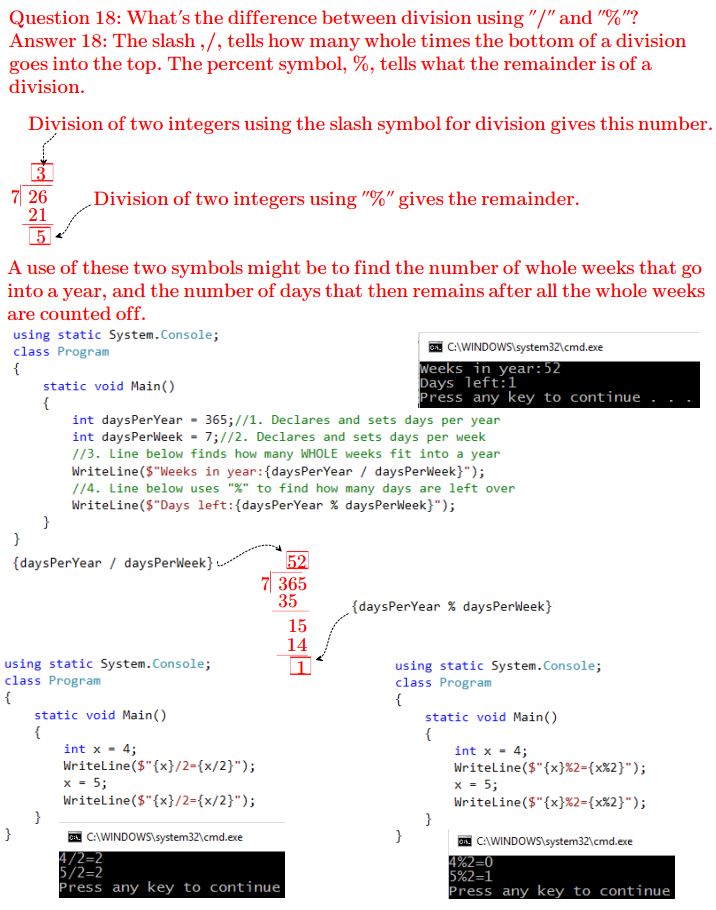 Question 18: What's the difference between division using "/" and "%"?
Answer 18: The slash ,/, tells how many whole times the bottom of a division
goes into the top. The percent symbol, %, tells what the remainder is of a
division.
Division of two integers using the slash symbol for division gives this number.
3
7 26
21
5
Division of two integers using "%" gives the remainder.
A use of these two symbols might be to find the number of whole weeks that go
into a year, and the number of days that then remains after all the whole weeks
are counted off.
using static System.Console;
class Program
{
static void Main()
{
int daysPerYear = 365;//1. Declares and sets days per year
int daysPerWeek = 7;//2. Declares and sets days per week
//3. Line below finds how many WHOLE weeks fit into a year
WriteLine($"Weeks in year:{daysPerYear / daysPerWeek}");
//4. Line below uses "%" to find how many days are left over
WriteLine($"Days left:{daysPerYear % daysPerWeek}");
}
}
C:\WINDOWS\system32\cmd.exe
Weeks in year:52
Days left:1
Press any key to continue . . .
{daysPerYear / daysPerWeek}
52
7 365
35
15
14
1
{daysPerYear % daysPerWeek}
using static System.Console;
class Program
{
static void Main()
{
int x = 4;
WriteLine($"{x}/2={x/2}");
x = 5;
WriteLine($"{x}/2={x/2}");
}
}
C:\WINDOWS\system32\cmd.exe
4/2=2
5/2=2
Press any key to continue
using static System.Console;
class Program
{
static void Main()
{
int x = 4;
WriteLine($"{x}%2={x%2}");
x = 5;
WriteLine($"{x}%2={x%2}");
}
}
C:\WINDOWS\system32\cmd.exe
4%2=0
5%2=1
Press any key to continue